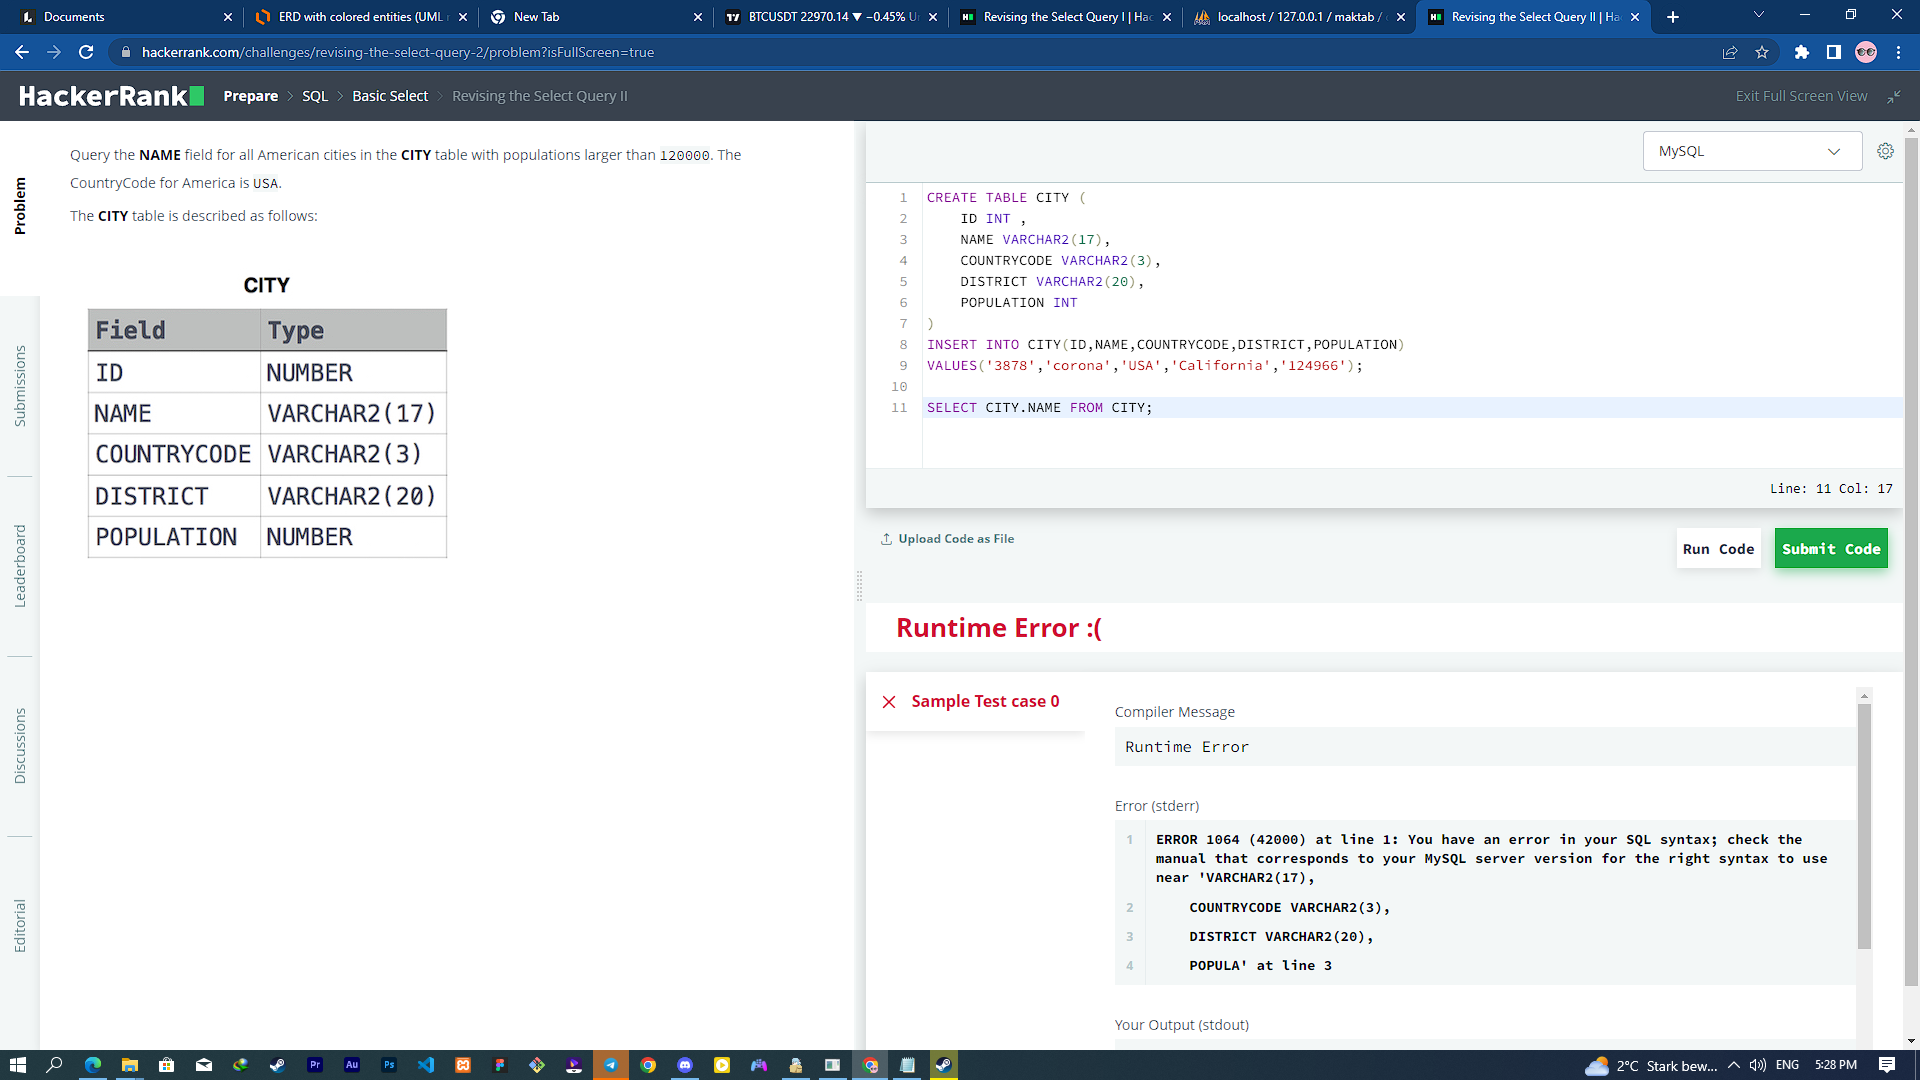 Documents
ERD with colored entities (UML
New Tab
BTCUSDT 22970.14 ▼ −0.45%
Revising the Select Query I | Ha
localhost / 127.0.0.1 / maktab /
Revising the Select Query II | Ha
hackerrank.com/challenges/revising-the-select-query-2/problem?isFullScreen=true
HackerRank
Prepare > SQL > Basic Select > Revising the Select Query II
Exit Full Screen View
Problem
Submissions
Leaderboard
Discussions
Editorial
Query the NAME field for all American cities in the CITY table with populations larger than 120000. The
CountryCode for America is USA.
The CITY table is described as follows:
CITY
Field Type
ID NUMBER
NAME VARCHAR2(17)
COUNTRYCODE VARCHAR2(3)
DISTRICT VARCHAR2(20)
POPULATION NUMBER
MySQL
1 CREATE TABLE CITY (
2 ID INT ,
3 NAME VARCHAR2(17),
4 COUNTRYCODE VARCHAR2(3),
5 DISTRICT VARCHAR2(20),
6 POPULATION INT
7 )
8 INSERT INTO CITY(ID,NAME,COUNTRYCODE,DISTRICT,POPULATION)
9 VALUES('3878','corona','USA','California','124966');
10
11 SELECT CITY.NAME FROM CITY;
Line: 11 Col: 17
Upload Code as File
Run Code
Submit Code
Runtime Error :(
Sample Test case 0
Compiler Message
Runtime Error
Error (stderr)
1 ERROR 1064 (42000) at line 1: You have an error in your SQL syntax; check the
manual that corresponds to your MySQL server version for the right syntax to use
near 'VARCHAR2(17),
2 COUNTRYCODE VARCHAR2(3),
3 DISTRICT VARCHAR2(20),
4 POPULA' at line 3
Your Output (stdout)
2°C Stark bew...
ENG
5:28 PM